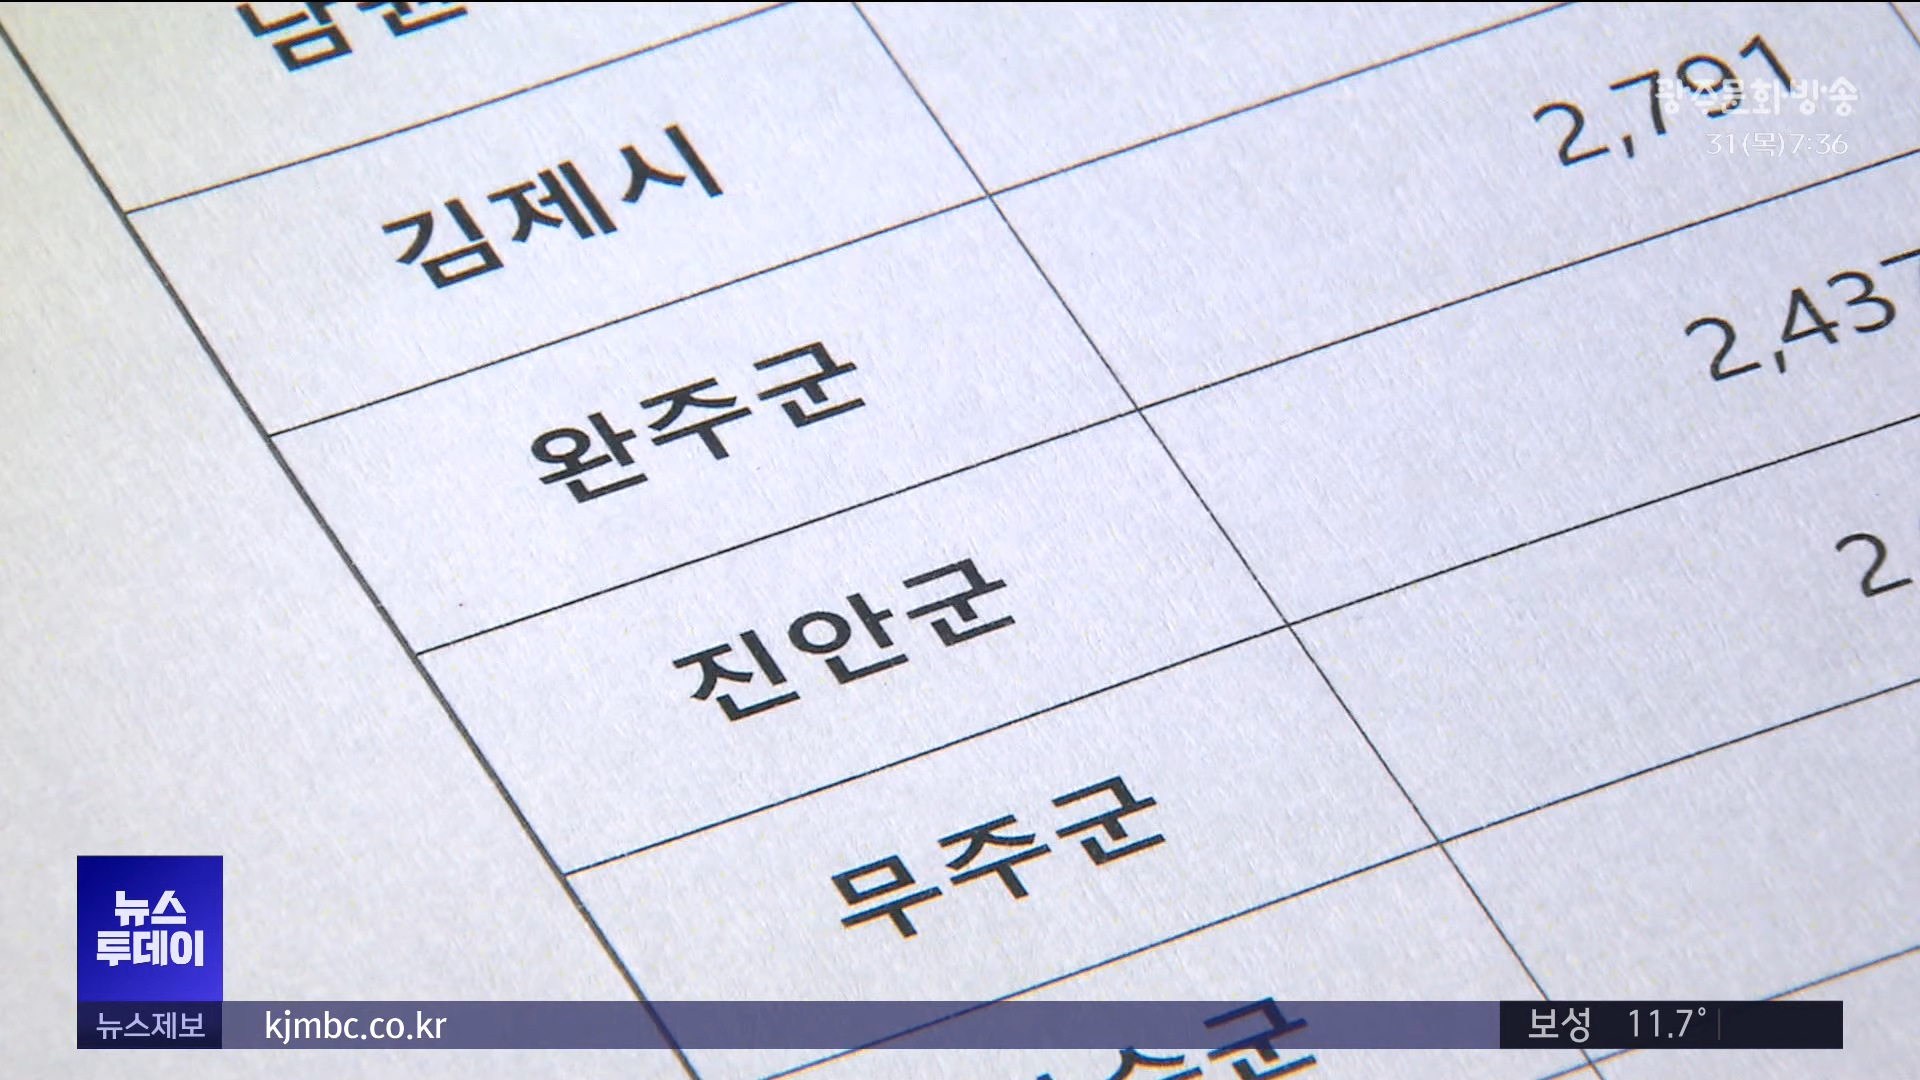 광주문화방송
31(목)7:36
김제시
2,791
완주군
2,43
진안군
2
무주군
뉴스
투데이
뉴스제보
kjmbc.co.kr
보성 11.7°